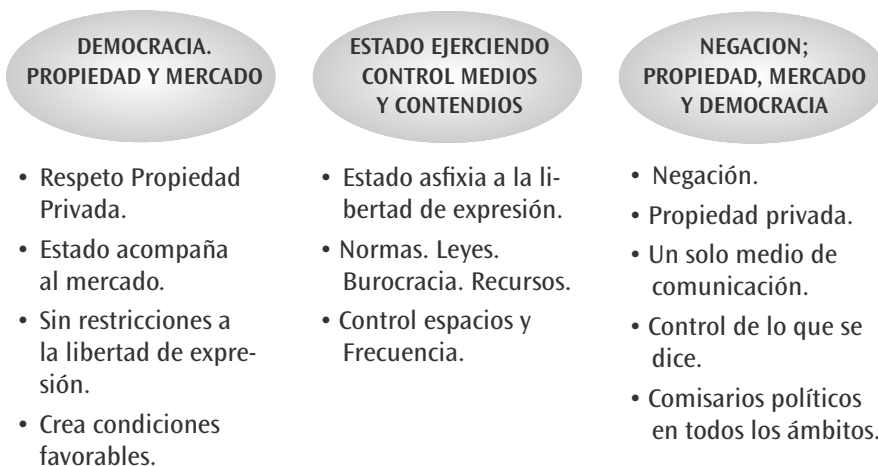 DEMOCRACIA.
PROPIEDAD Y MERCADO
• Respeto Propiedad
Privada.
• Estado acompaña
al mercado.
• Sin restricciones a
la libertad de expre-
sión.
• Crea condiciones
favorables.
ESTADO EJERCIENDO
CONTROL MEDIOS
Y CONTENDIOS
• Estado asfixia a la li-
bertad de expresión.
• Normas. Leyes.
Burocracia. Recursos.
• Control espacios y
Frecuencia.
NEGACION;
PROPIEDAD, MERCADO
Y DEMOCRACIA
• Negación.
• Propiedad privada.
• Un solo medio de
comunicación.
• Control de lo que se
dice.
• Comisarios políticos
en todos los ámbitos.